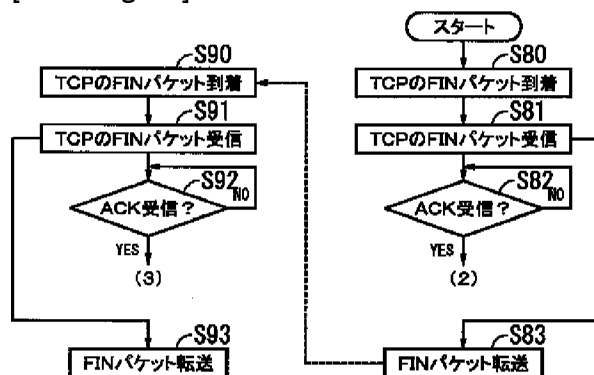 スタート
S90
TCPのFINパケット到着
S91
TCPのFINパケット受信
S92
ACK受信?
NO
YES
(3)
S93
FINパケット転送
S80
TCPのFINパケット到着
S81
TCPのFINパケット受信
S82
ACK受信?
NO
YES
(2)
S83
FINパケット転送